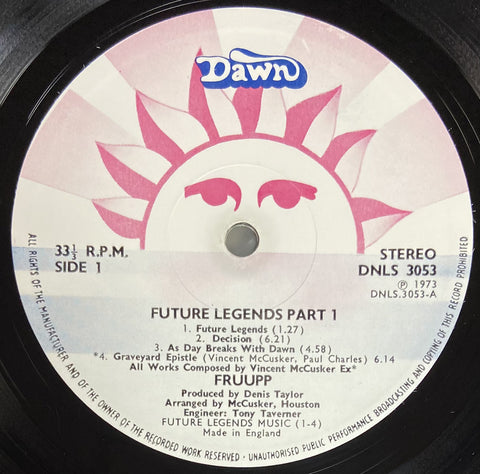 Dawn
33⅓ R.P.M.
SIDE 1
STEREO
DNLS 3053
Ⓟ 1973
DNLS.3053-A
FUTURE LEGENDS PART 1
1. Future Legends (1.27)
2. Decision (6.21)
3. As Day Breaks With Dawn (4.58)
*4. Graveyard Epistle (Vincent McCusker, Paul Charles) 6.14
All Works Composed by Vincent McCusker Ex*
FRUUPP
Produced by Denis Taylor
Arranged by McCusker, Houston
Engineer: Tony Taverner
FUTURE LEGENDS MUSIC (1-4)
Made in England
ALL RIGHTS OF THE MANUFACTURER AND OF THE OWNER OF THE RECORDED WORK RESERVED · UNAUTHORISED PUBLIC PERFORMANCE BROADCASTING AND COPYING OF THIS RECORD PROHIBITED